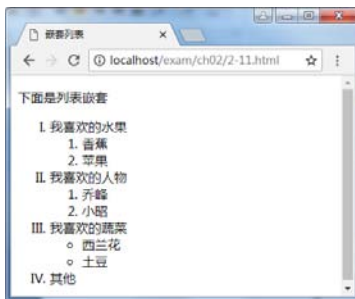 嵌套列表
localhost/exam/ch02/2-11.html
下面是列表嵌套
I. 我喜欢的水果
1. 香蕉
2. 苹果
II. 我喜欢的人物
1. 乔峰
2. 小昭
III. 我喜欢的蔬菜
○ 西兰花
○ 土豆
IV. 其他